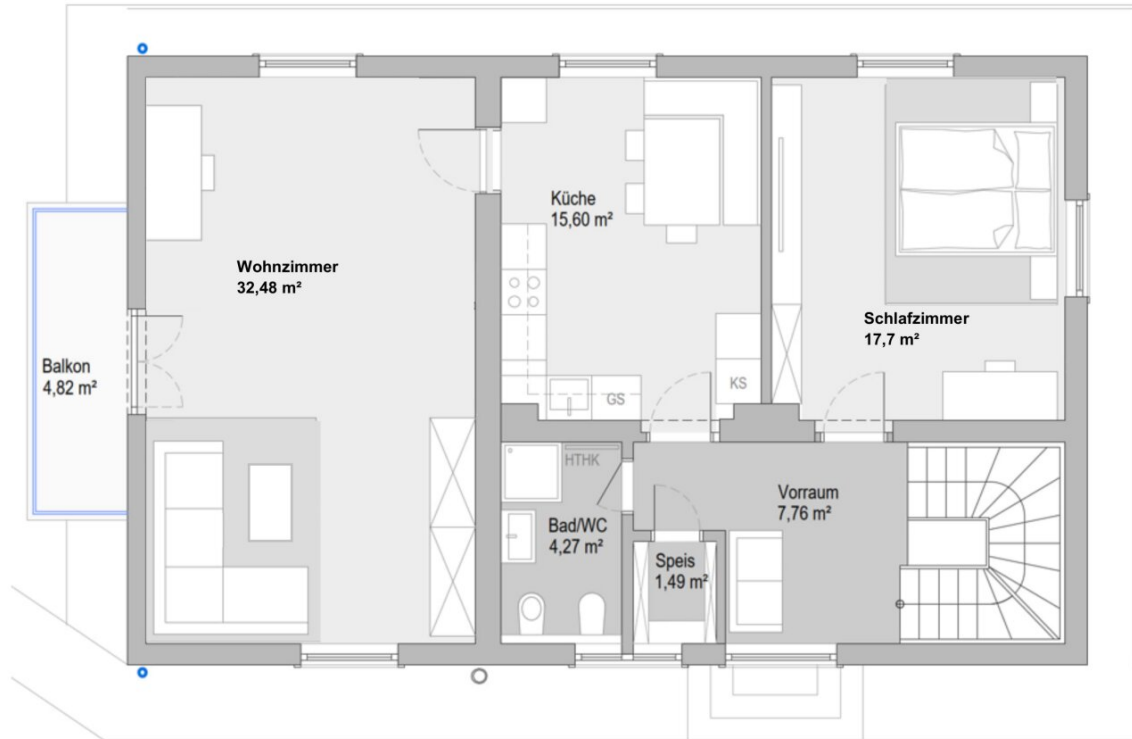 Küche
15,60 m²
Wohnzimmer
32,48 m²
Schlafzimmer
17,7 m²
Balkon
4,82 m²
GS
KS
HTHK
Vorraum
7,76 m²
Bad/WC
4,27 m²
Speis
1,49 m²